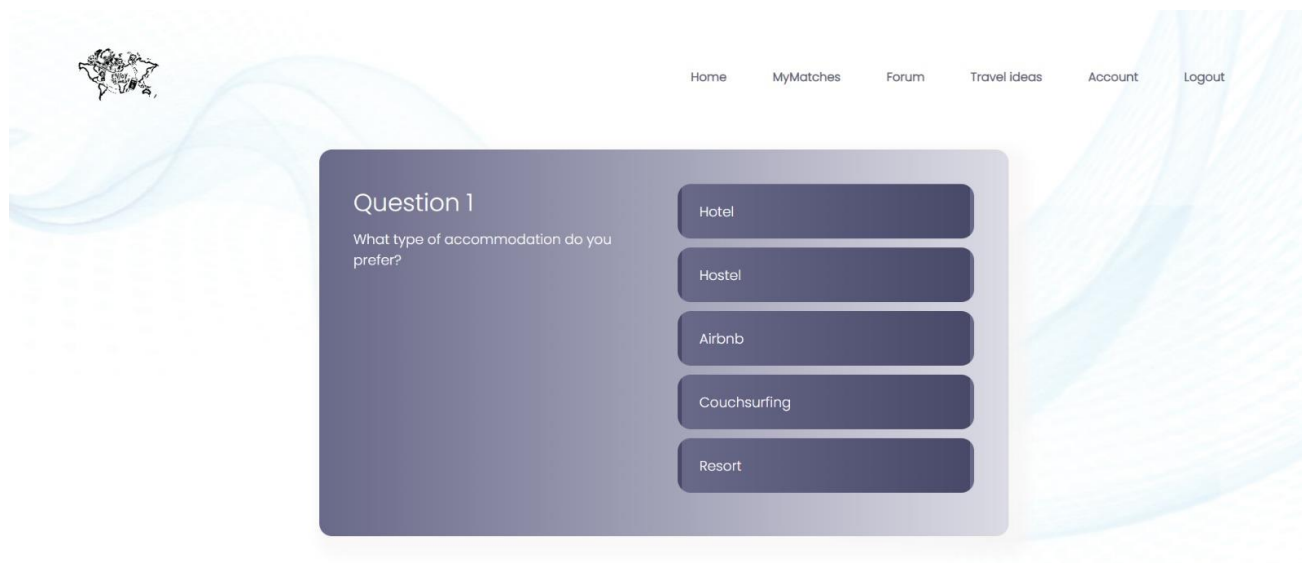 Home MyMatches Forum Travel ideas Account Logout
Question 1
What type of accommodation do you
prefer?
Hotel
Hostel
Airbnb
Couchsurfing
Resort